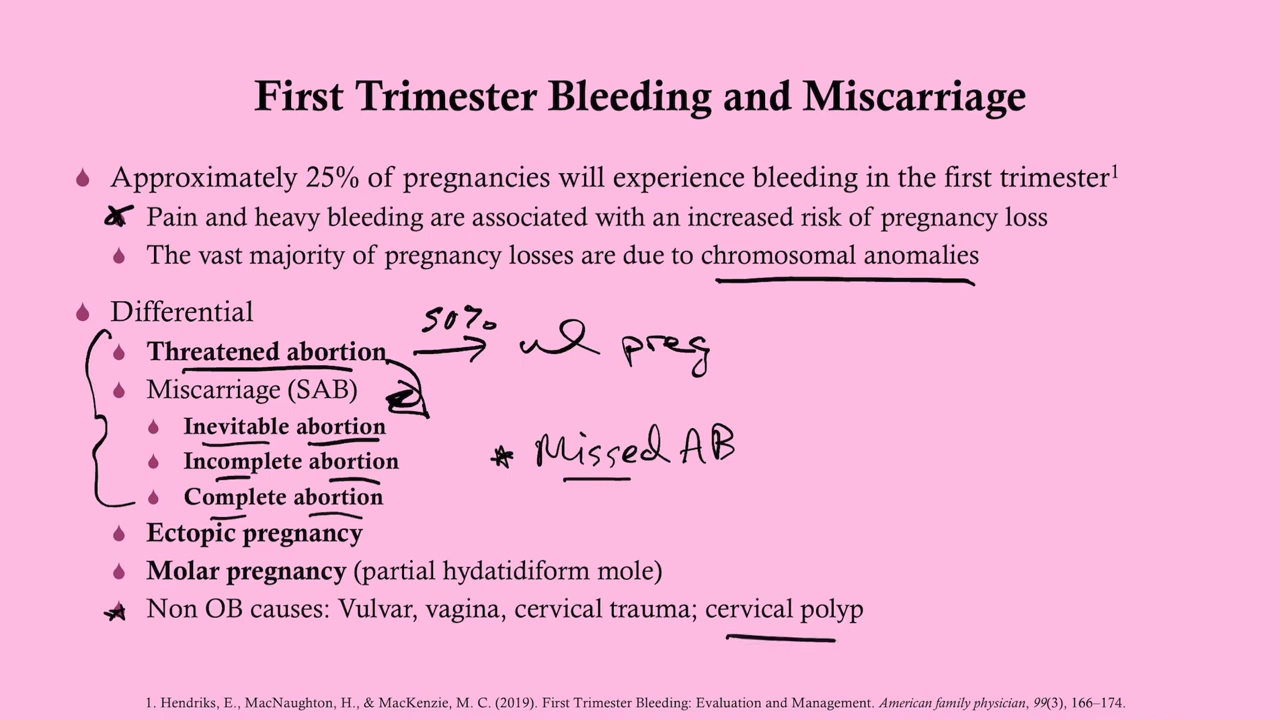 First Trimester Bleeding and Miscarriage
Approximately 25% of pregnancies will experience bleeding in the first trimester¹
Pain and heavy bleeding are associated with an increased risk of pregnancy loss
The vast majority of pregnancy losses are due to chromosomal anomalies
Differential
Threatened abortion 50% preg
Miscarriage (SAB)
Inevitable abortion
Missed AB
Incomplete abortion
Complete abortion
Ectopic pregnancy
Molar pregnancy (partial hydatidiform mole)
Non OB causes: Vulvar, vagina, cervical trauma; cervical polyp
1. Hendriks, E., MacNaughton, H., & MacKenzie, M. C. (2019). First Trimester Bleeding: Evaluation and Management. American family physician, 99(3), 166–174.